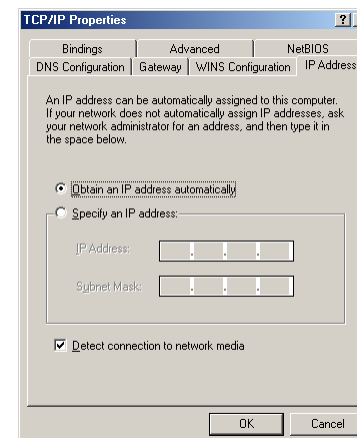 TCP/IP Properties ?
Bindings Advanced NetBIOS
DNS Configuration Gateway WINS Configuration IP Address
An IP address can be automatically assigned to this computer.
If your network does not automatically assign IP addresses, ask
your network administrator for an address, and then type it in
the space below.
Obtain an IP address automatically
Specify an IP address:
IP Address:
Subnet Mask:
Detect connection to network media
OK Cancel